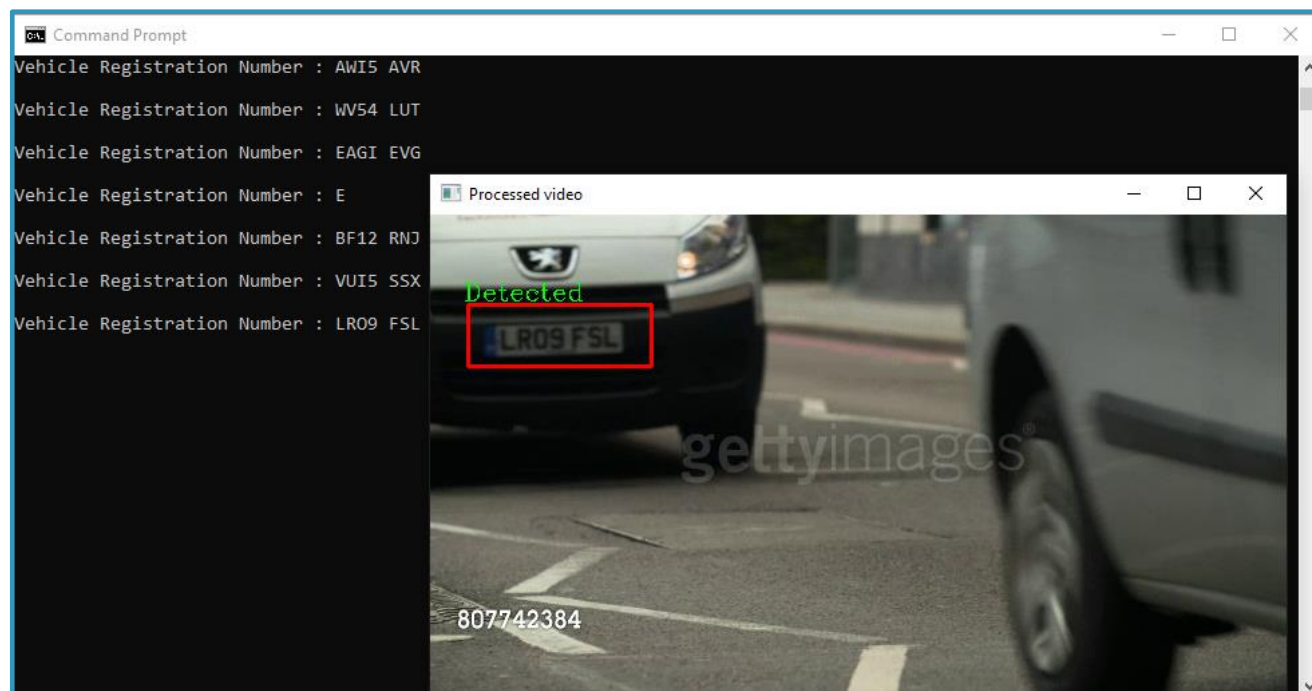 Command Prompt
Vehicle Registration Number : AWI5 AVR
Vehicle Registration Number : WV54 LUT
Vehicle Registration Number : EAGI EVG
Vehicle Registration Number : E
Vehicle Registration Number : BF12 RNJ
Vehicle Registration Number : VUI5 SSX
Vehicle Registration Number : LRO9 FSL
Processed video
Detected
LR09 FSL
gettyimages®
807742384